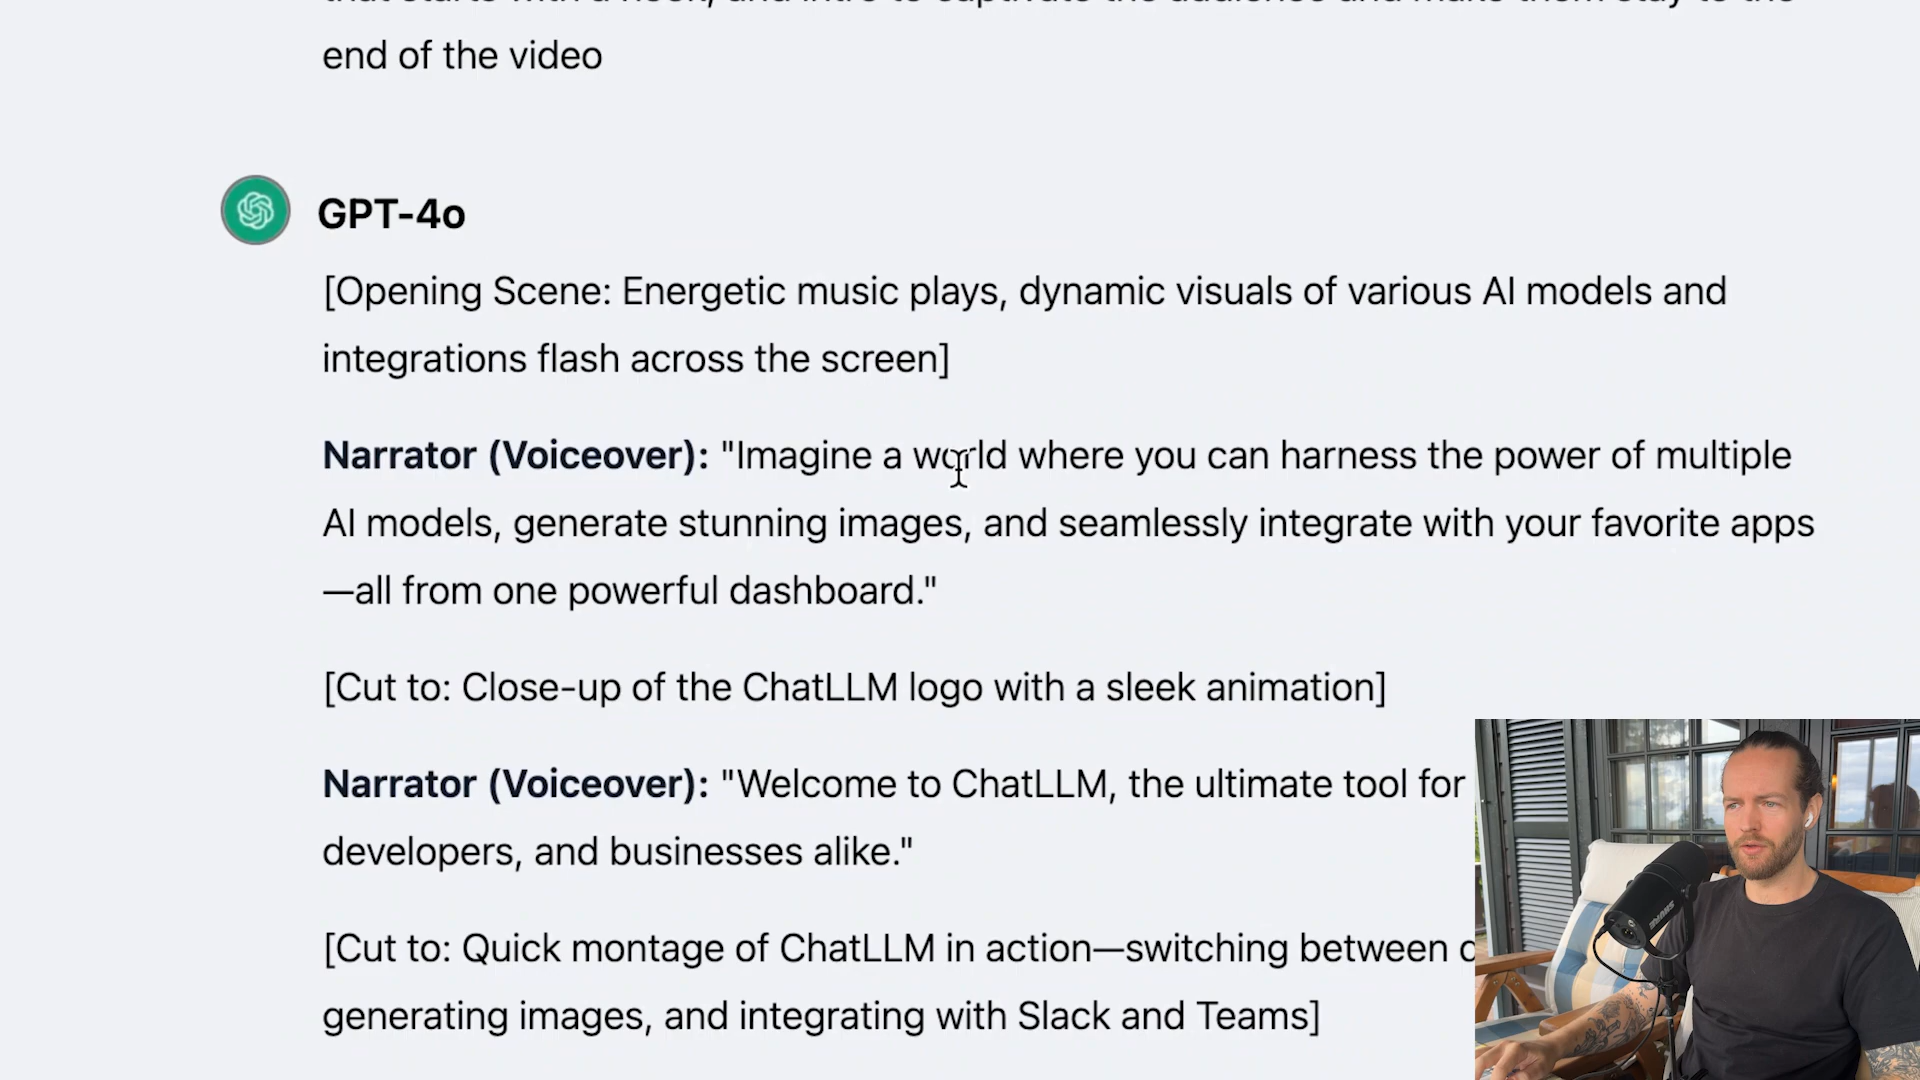 end of the video
GPT-4o
[Opening Scene: Energetic music plays, dynamic visuals of various AI models and
integrations flash across the screen]
Narrator (Voiceover): "Imagine a world where you can harness the power of multiple
AI models, generate stunning images, and seamlessly integrate with your favorite apps
—all from one powerful dashboard."
[Cut to: Close-up of the ChatLLM logo with a sleek animation]
Narrator (Voiceover): "Welcome to ChatLLM, the ultimate tool for
developers, and businesses alike."
[Cut to: Quick montage of ChatLLM in action—switching between
generating images, and integrating with Slack and Teams]